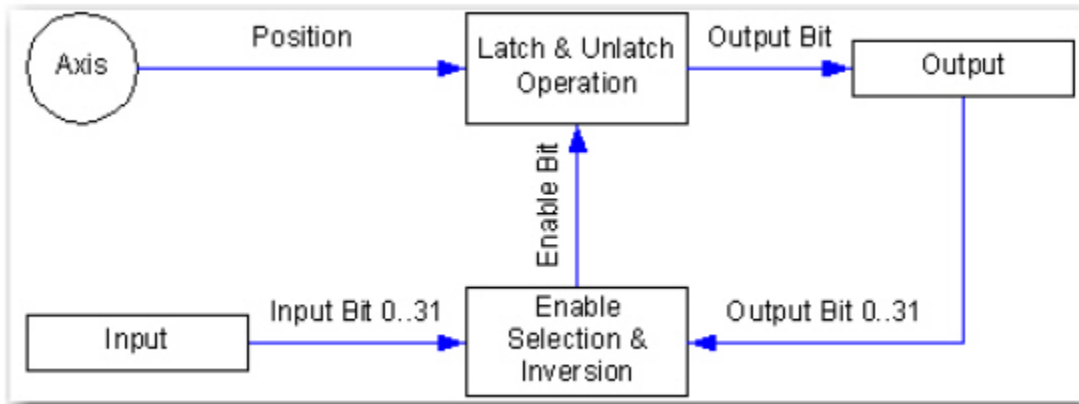 Axis
Position
Latch & Unlatch
Operation
Output Bit
Output
Enable Bit
Input
Input Bit 0..31
Enable
Selection &
Inversion
Output Bit 0..31